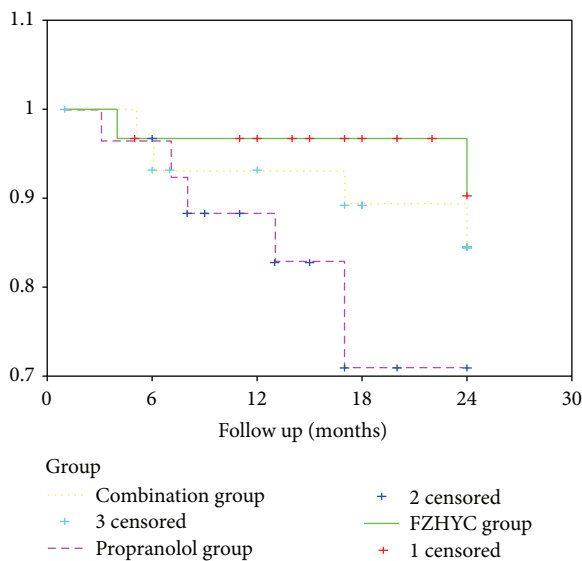 1.1
1
0.9
0.8
0.7
0 6 12 18 24 30
Follow up (months)
Group
Combination group
3 censored
Propranolol group
2 censored
FZHYC group
1 censored